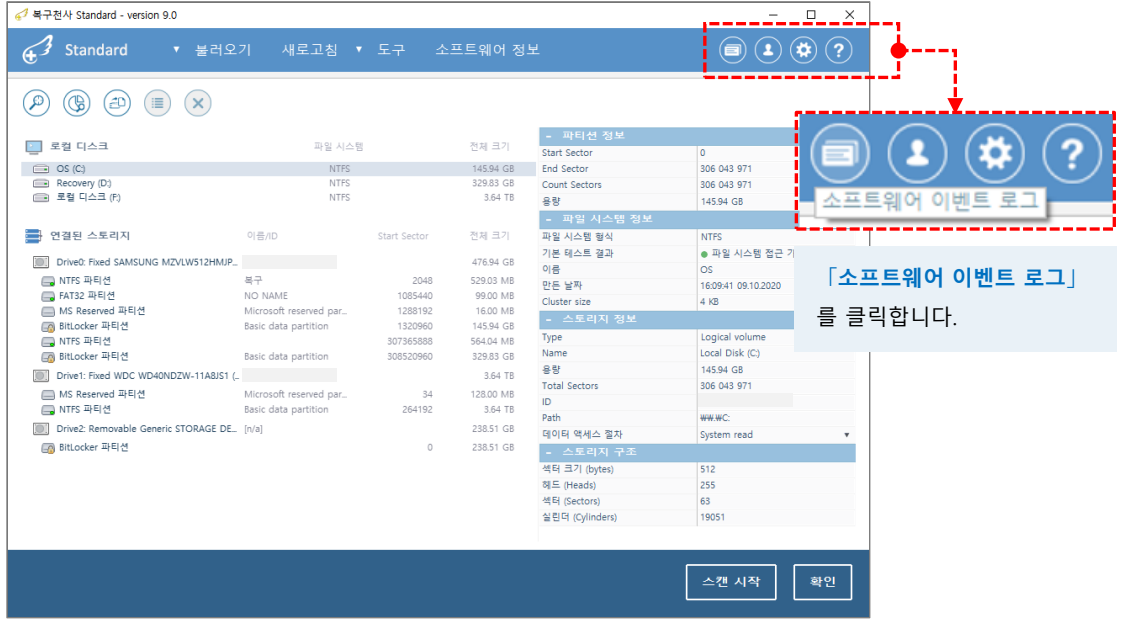 복구천사 Standard - version 9.0
Standard ▼ 불러오기 새로고침 ▼ 도구 소프트웨어 정보
로컬 디스크 파일 시스템 전체 크기
OS (C:) NTFS 145.94 GB
Recovery (D:) NTFS 329.83 GB
로컬 디스크 (F:) NTFS 3.64 TB
연결된 스토리지 이름/ID Start Sector 전체 크기
Drive0: Fixed SAMSUNG MZVLW512HMJP... 476.94 GB
NTFS 파티션 복구 2048 529.03 MB
FAT32 파티션 NO NAME 1085440 99.00 MB
MS Reserved 파티션 Microsoft reserved par... 1288192 16.00 MB
BitLocker 파티션 Basic data partition 1320960 145.94 GB
NTFS 파티션 307365888 564.04 MB
BitLocker 파티션 Basic data partition 308520960 329.83 GB
Drive1: Fixed WDC WD40NDZW-11A8JS1 (... 3.64 TB
MS Reserved 파티션 Microsoft reserved par... 34 128.00 MB
NTFS 파티션 Basic data partition 264192 3.64 TB
Drive2: Removable Generic STORAGE DE... [n/a] 238.51 GB
BitLocker 파티션 0 238.51 GB
- 파티션 정보
Start Sector 0
End Sector 306 043 971
Count Sectors 306 043 971
용량 145.94 GB
- 파일 시스템 정보
파일 시스템 형식 NTFS
기본 테스트 결과 ● 파일 시스템 접근 가
이름 OS
만든 날짜 16:09:41 09.10.2020
Cluster size 4 KB
- 스토리지 정보
Type Logical volume
Name Local Disk (C:)
용량 145.94 GB
Total Sectors 306 043 971
ID
Path ₩₩.₩C:
데이터 액세스 절차 System read ▼
- 스토리지 구조
섹터 크기 (bytes) 512
헤드 (Heads) 255
섹터 (Sectors) 63
실린더 (Cylinders) 19051
스캔 시작 확인
소프트웨어 이벤트 로그
「소프트웨어 이벤트 로그」
를 클릭합니다.